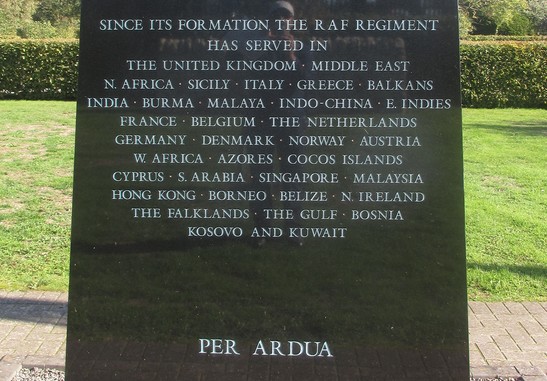 SINCE ITS FORMATION THE RAF REGIMENT
HAS SERVED IN
THE UNITED KINGDOM · MIDDLE EAST
N. AFRICA · SICILY · ITALY · GREECE · BALKANS
INDIA · BURMA · MALAYA · INDO-CHINA · E. INDIES
FRANCE · BELGIUM · THE NETHERLANDS
GERMANY · DENMARK · NORWAY · AUSTRIA
W. AFRICA · AZORES · COCOS ISLANDS
CYPRUS · S. ARABIA · SINGAPORE · MALAYSIA
HONG KONG · BORNEO · BELIZE · N. IRELAND
THE FALKLANDS · THE GULF · BOSNIA
KOSOVO AND KUWAIT
PER ARDUA